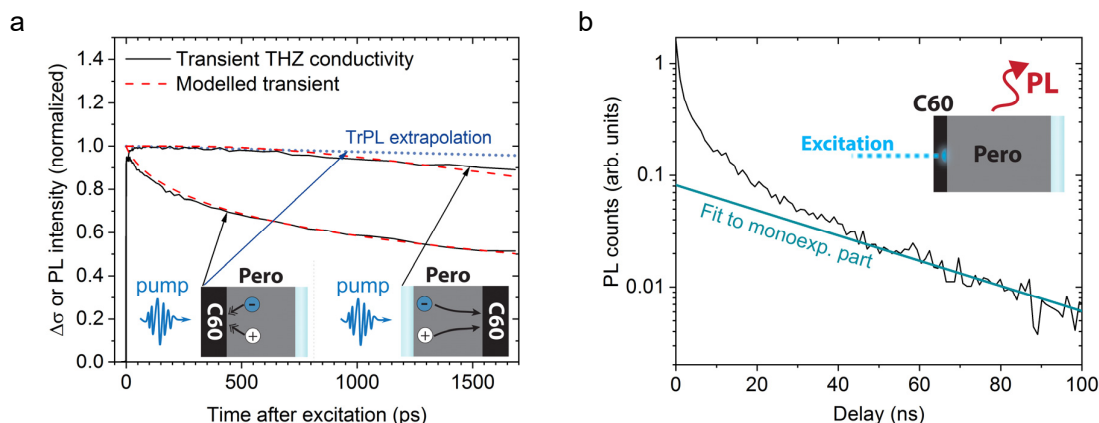 a
Δσ or PL intensity (normalized)
1.4
1.2
1.0
0.8
0.6
0.4
0.2
0.0
Transient THZ conductivity
Modelled transient
TrPL extrapolation
pump
C60
Pero
-
+
pump
Pero
C60
-
+
0
500
1000
1500
Time after excitation (ps)
b
PL counts (arb. units)
1
0.1
0.01
C60
PL
Excitation
Pero
Fit to monoexp. part
0
20
40
60
80
100
Delay (ns)